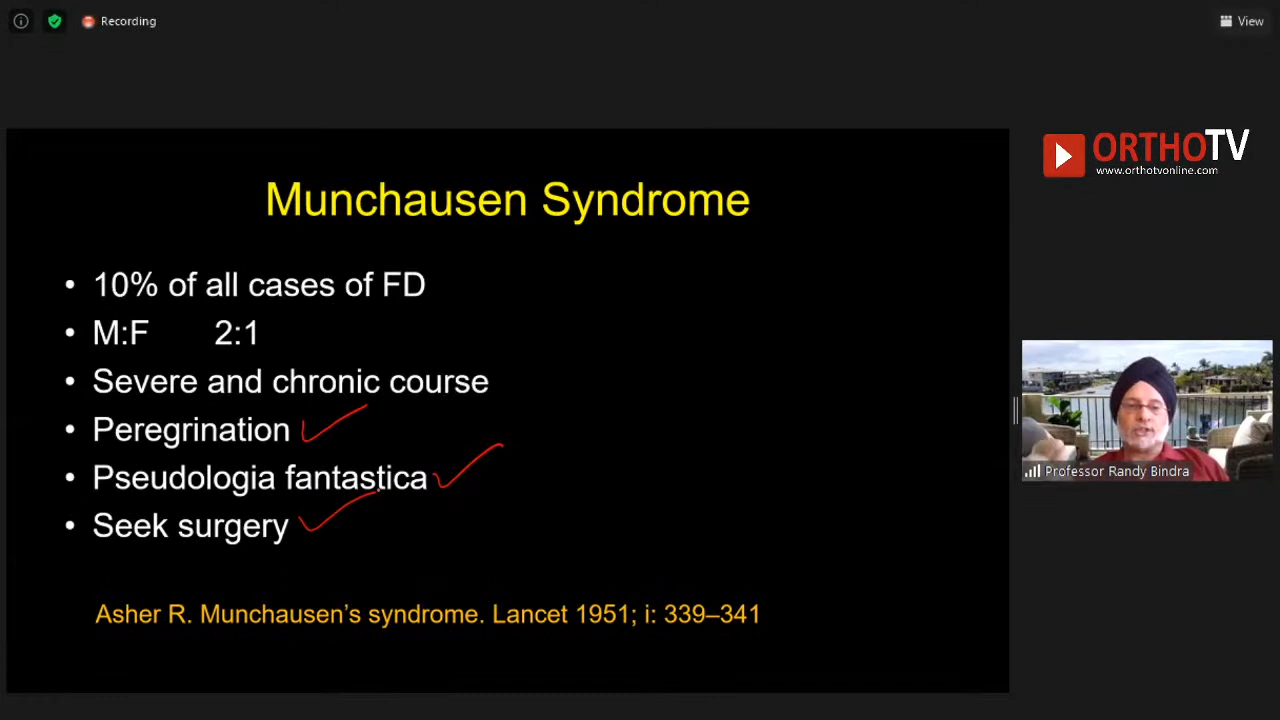 Recording
View
ORTHOTV
www.orthotvonline.com
Munchausen Syndrome
• 10% of all cases of FD
• M:F 2:1
• Severe and chronic course
• Peregrination
• Pseudologia fantastica
• Seek surgery
Asher R. Munchausen’s syndrome. Lancet 1951; i: 339–341
Professor Randy Bindra